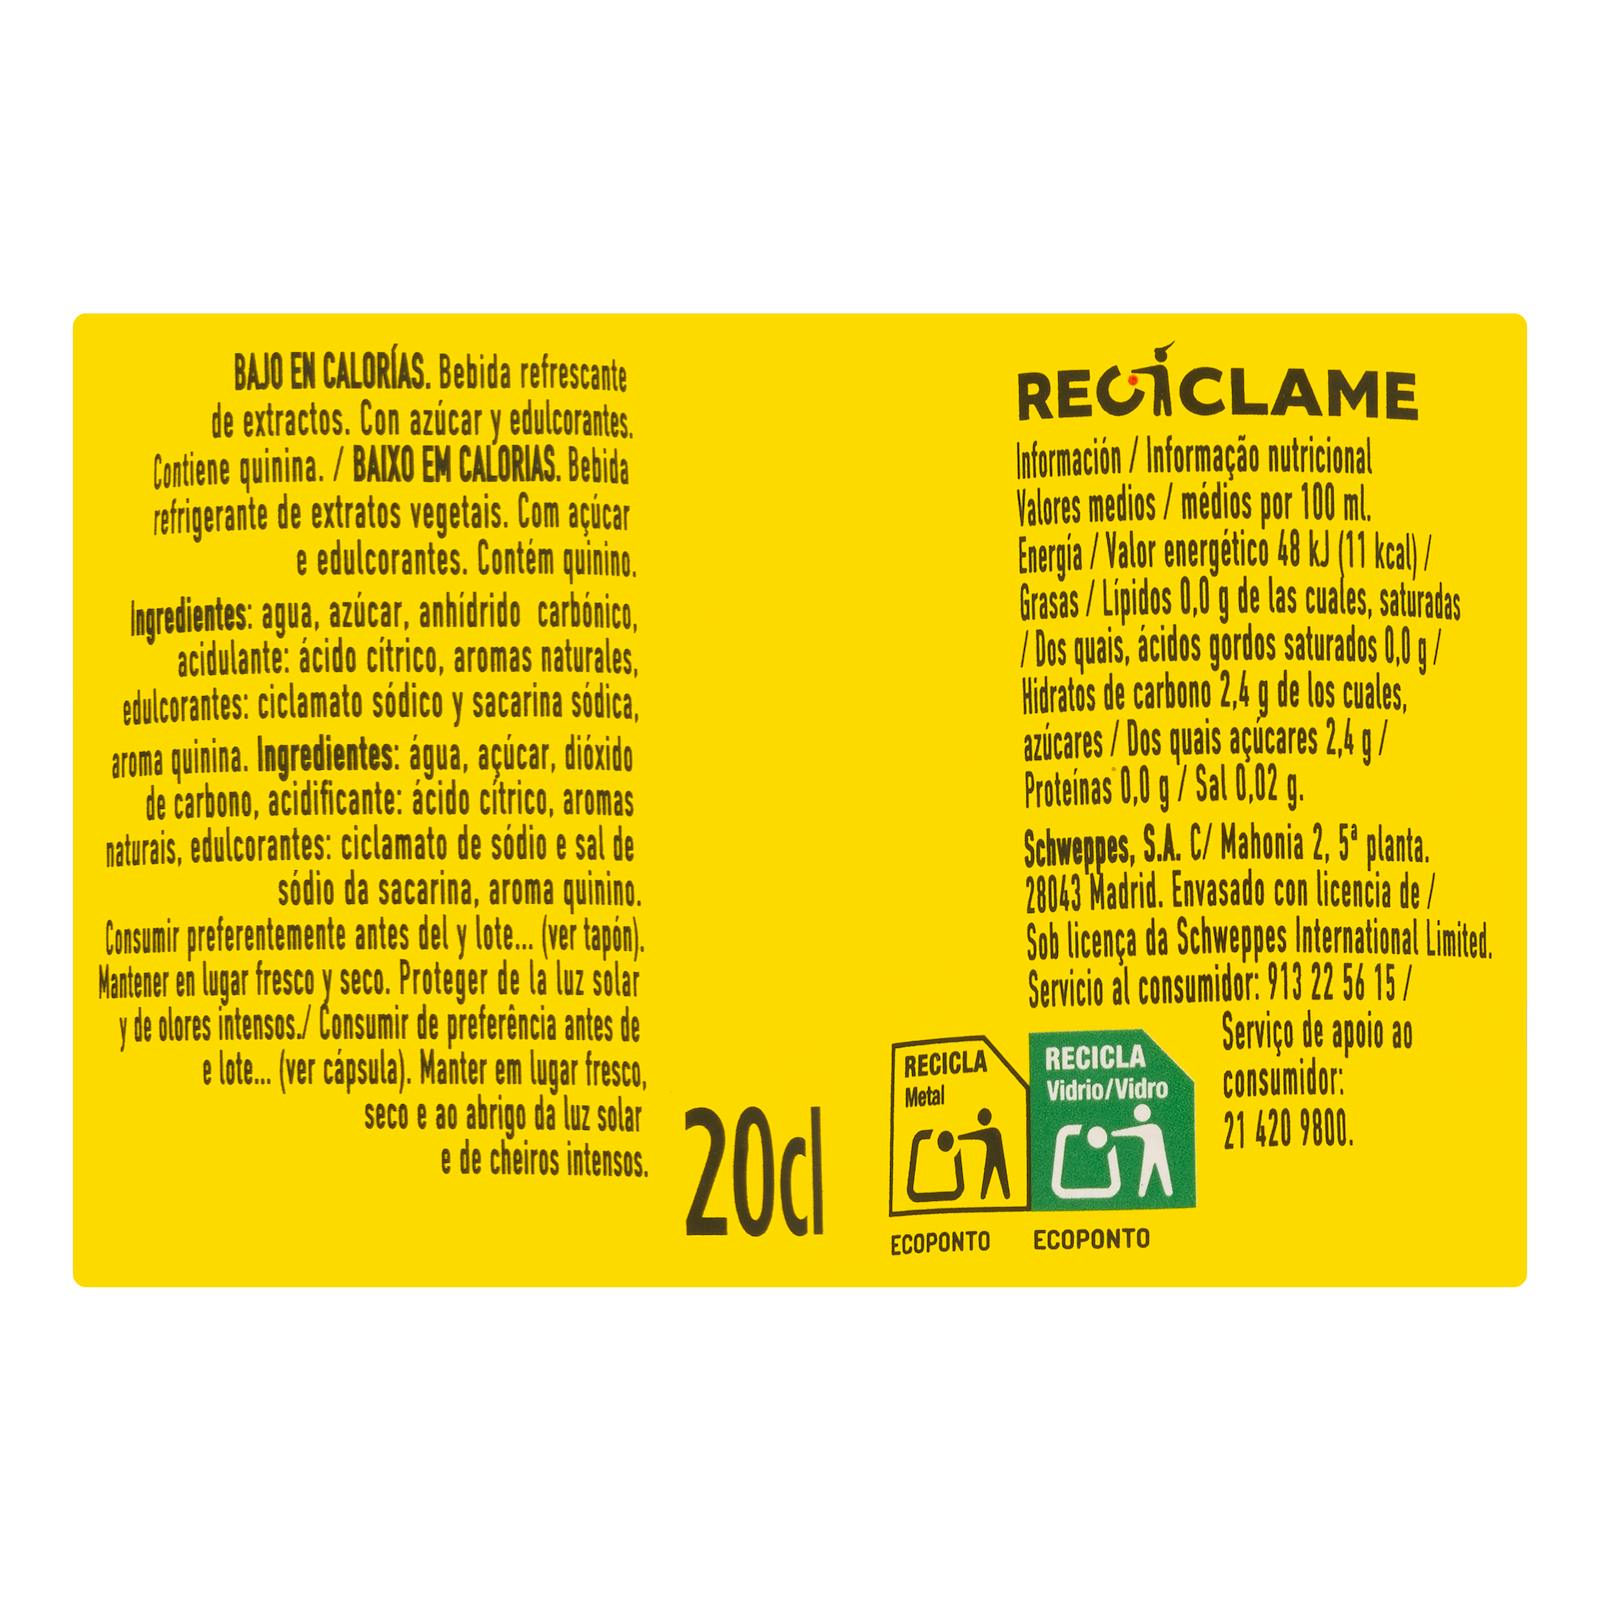 BAJO EN CALORÍAS. Bebida refrescante
de extractos. Con azúcar y edulcorantes.
Contiene quinina. / BAIXO EM CALORIAS. Bebida
refrigerante de extratos vegetais. Com açúcar
e edulcorantes. Contém quinino.
Ingredientes: agua, azúcar, anhídrido carbónico,
acidulante: ácido cítrico, aromas naturales,
edulcorantes: ciclamato sódico y sacarina sódica,
aroma quinina. Ingredientes: água, açúcar, dióxido
de carbono, acidificante: ácido cítrico, aromas
naturais, edulcorantes: ciclamato de sódio e sal de
sódio da sacarina, aroma quinino.
Consumir preferentemente antes del y lote... (ver tapón).
Mantener en lugar fresco y seco. Proteger de la luz solar
y de olores intensos./ Consumir de preferência antes de
e lote... (ver cápsula). Manter em lugar fresco,
seco e ao abrigo da luz solar
e de cheiros intensos.
20cl
RECICLAME
Información / Informação nutricional
Valores medios / médios por 100 ml.
Energía / Valor energético 48 kJ (11 kcal) /
Grasas / Lípidos 0,0 g de las cuales, saturadas
/ Dos quais, ácidos gordos saturados 0,0 g /
Hidratos de carbono 2,4 g de los cuales,
azúcares / Dos quais açúcares 2,4 g /
Proteínas 0,0 g / Sal 0,02 g.
Schweppes, S.A. C/ Mahonia 2, 5ª planta.
28043 Madrid. Envasado con licencia de /
Sob licença da Schweppes International Limited.
Servicio al consumidor: 913 22 56 15 /
Serviço de apoio ao
consumidor:
21 420 9800.
RECICLA
Metal
ECOPONTO
RECICLA
Vidrio/Vidro
ECOPONTO